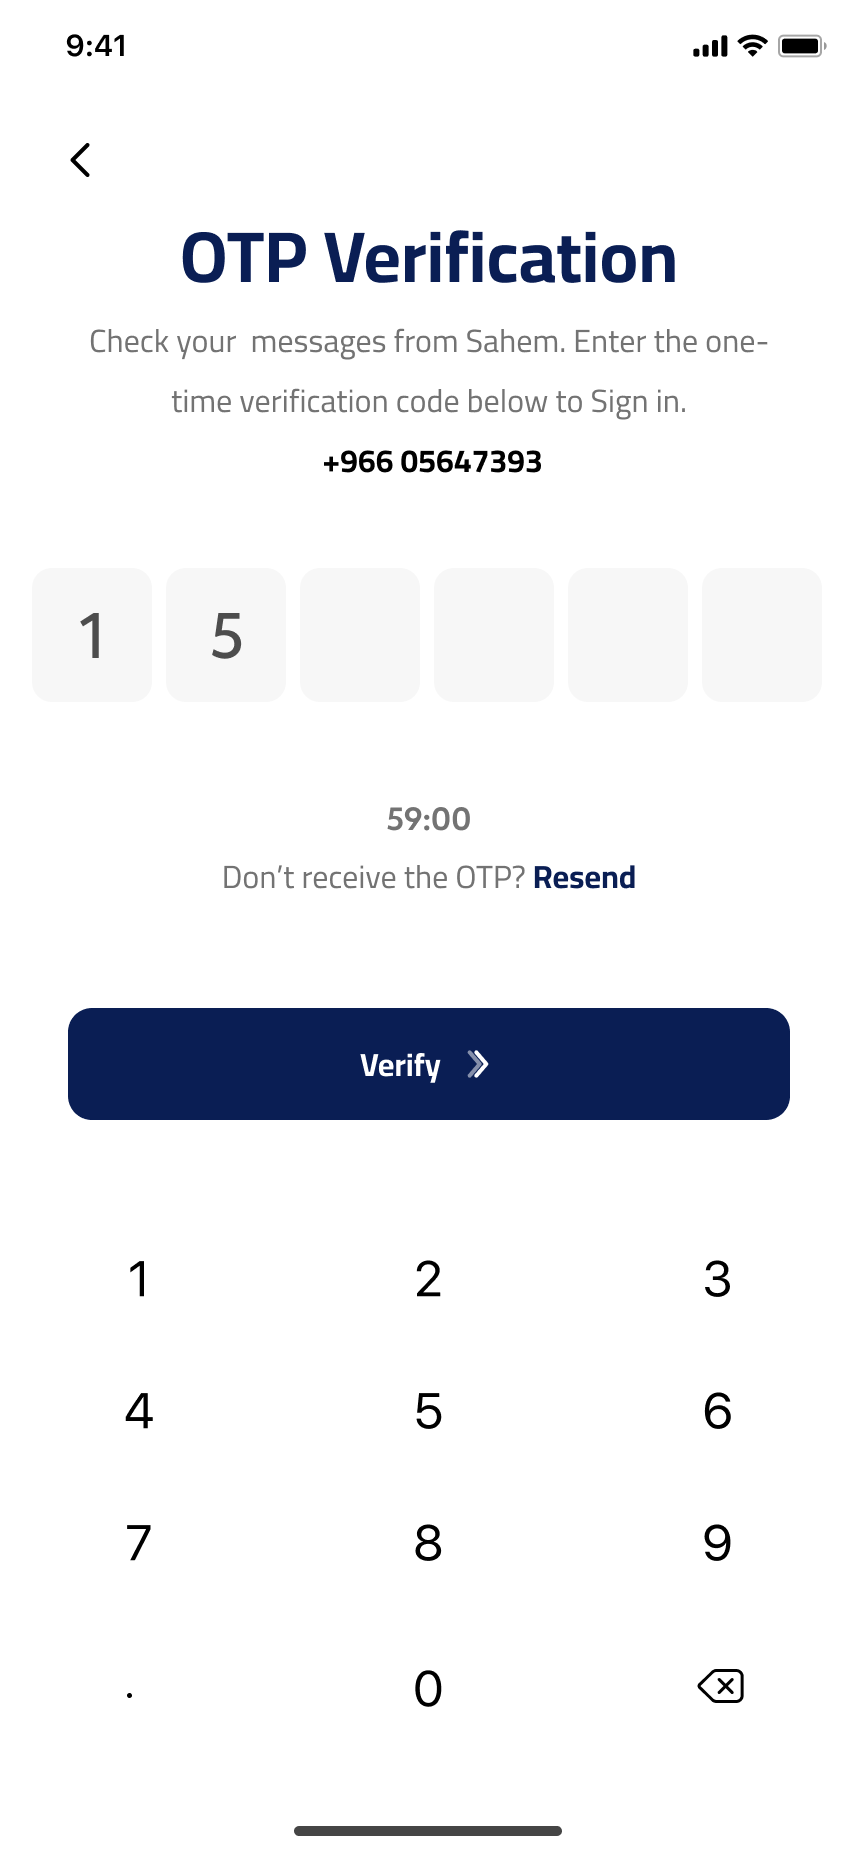 9:41
OTP Verification
Check your  messages from Sahem. Enter the one-
time verification code below to Sign in.
+966 05647393
1 5
59:00
Don’t receive the OTP? Resend
Verify
1 2 3
4 5 6
7 8 9
. 0